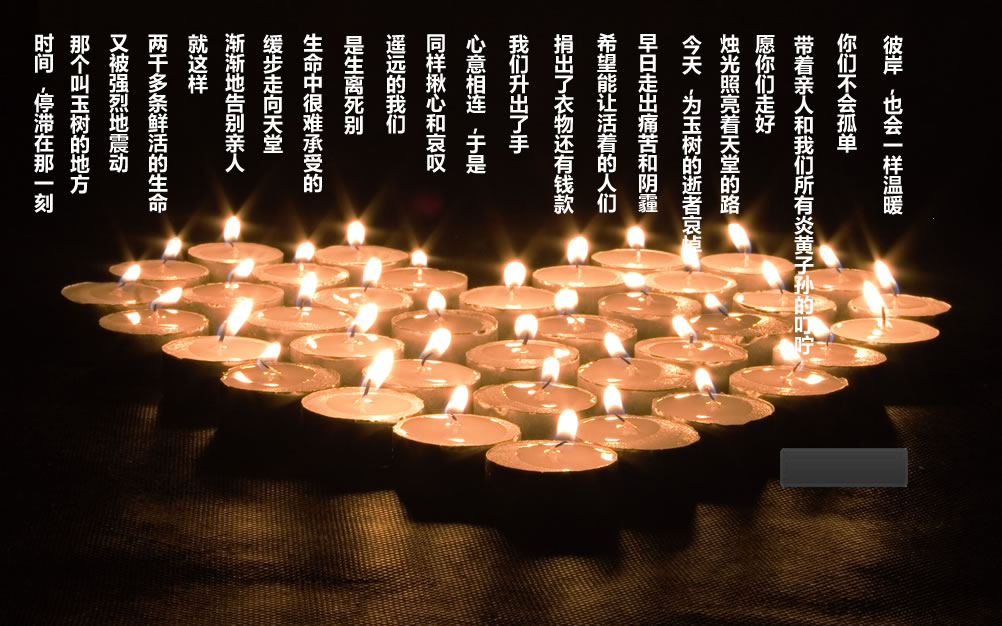 时间,停滞在那一刻
那个叫玉树的地方
又被强烈地震动
两千多条鲜活的生命
就这样
渐渐地告别亲人
缓步走向天堂
生命中很难承受的
是生离死别
遥远的我们
同样揪心和哀叹
心意相连,于是
我们升出了手
捐出了衣物还有钱款
希望能让活着的人们
早日走出痛苦和阴霾
今天,为玉树的逝者哀悼
烛光照亮着天堂的路
愿你们走好
带着亲人和我们所有炎黄子孙的叮咛
你们不会孤单
彼岸,也会一样温暖